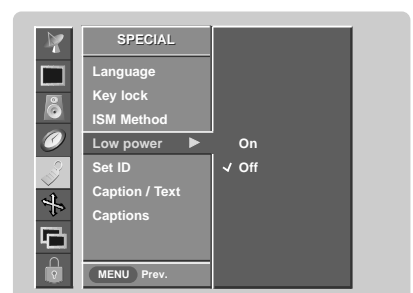 SPECIAL
Language
Key lock
ISM Method
Low power ► On
Set ID ✓ Off
Caption / Text
Captions
MENU Prev.